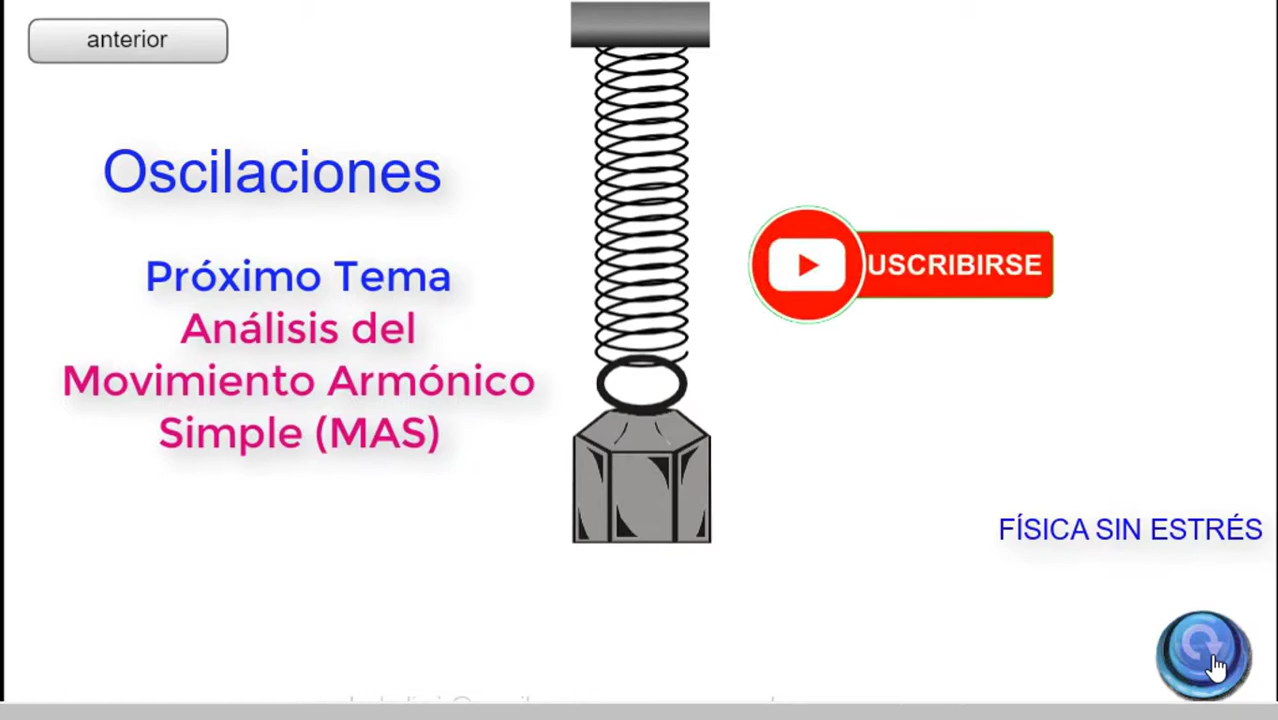 anterior
Oscilaciones
Próximo Tema
Análisis del
Movimiento Armónico
Simple (MAS)
USCRIBIRSE
FÍSICA SIN ESTRÉS